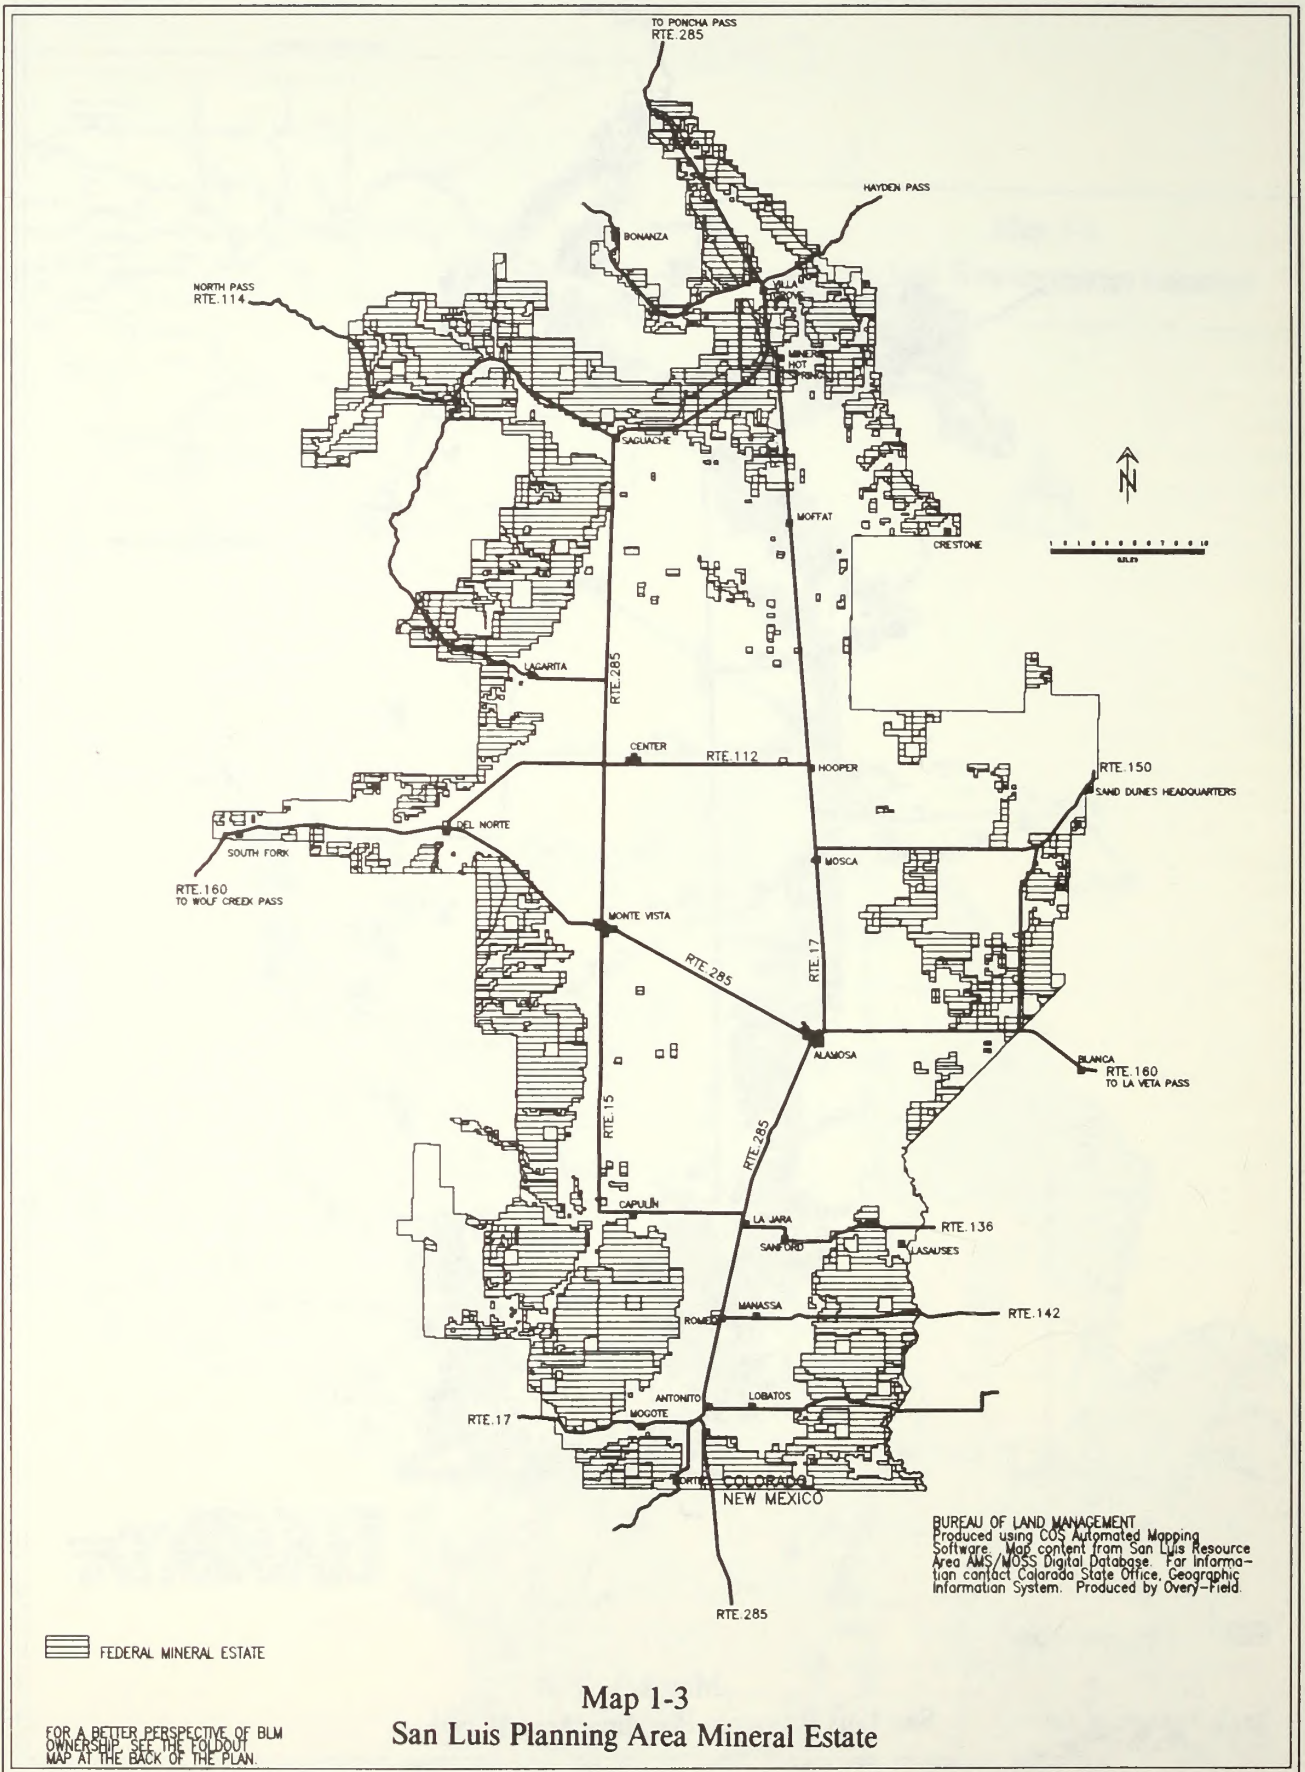 TO PONCHA PASS
RTE.285
HAYDEN PASS
BONANZA
NORTH PASS
RTE.114
VILLA
GROVE
MINERAL
HOT
SPRINGS
SAGUACHE
N
MOFFAT
CRESTONE
MILES
LAGARITA
RTE.285
CENTER
RTE.112
HOOPER
RTE.150
SAND DUNES HEADQUARTERS
DEL NORTE
SOUTH FORK
MOSCA
RTE.160
TO WOLF CREEK PASS
MONTE VISTA
RTE.285
RTE.17
ALAMOSA
BLANCA
RTE.160
TO LA VETA PASS
RTE.15
RTE.285
CAPULIN
LA JARA
RTE.136
SANFORD
LASAUSES
MANASSA
ROMEO
RTE.142
ANTONITO
LOBATOS
MOGOTE
RTE.17
ORTIZ
COLORADO
NEW MEXICO
BUREAU OF LAND MANAGEMENT
Produced using COS Automated Mapping
Software. Map content from San Luis Resource
Area AMS/MOSS Digital Database. For Informa-
tion contact Colorado State Office, Geographic
Information System. Produced by Overy-Field.
RTE.285
FEDERAL MINERAL ESTATE
Map 1-3
San Luis Planning Area Mineral Estate
FOR A BETTER PERSPECTIVE OF BLM
OWNERSHIP, SEE THE FOLDOUT
MAP AT THE BACK OF THE PLAN.